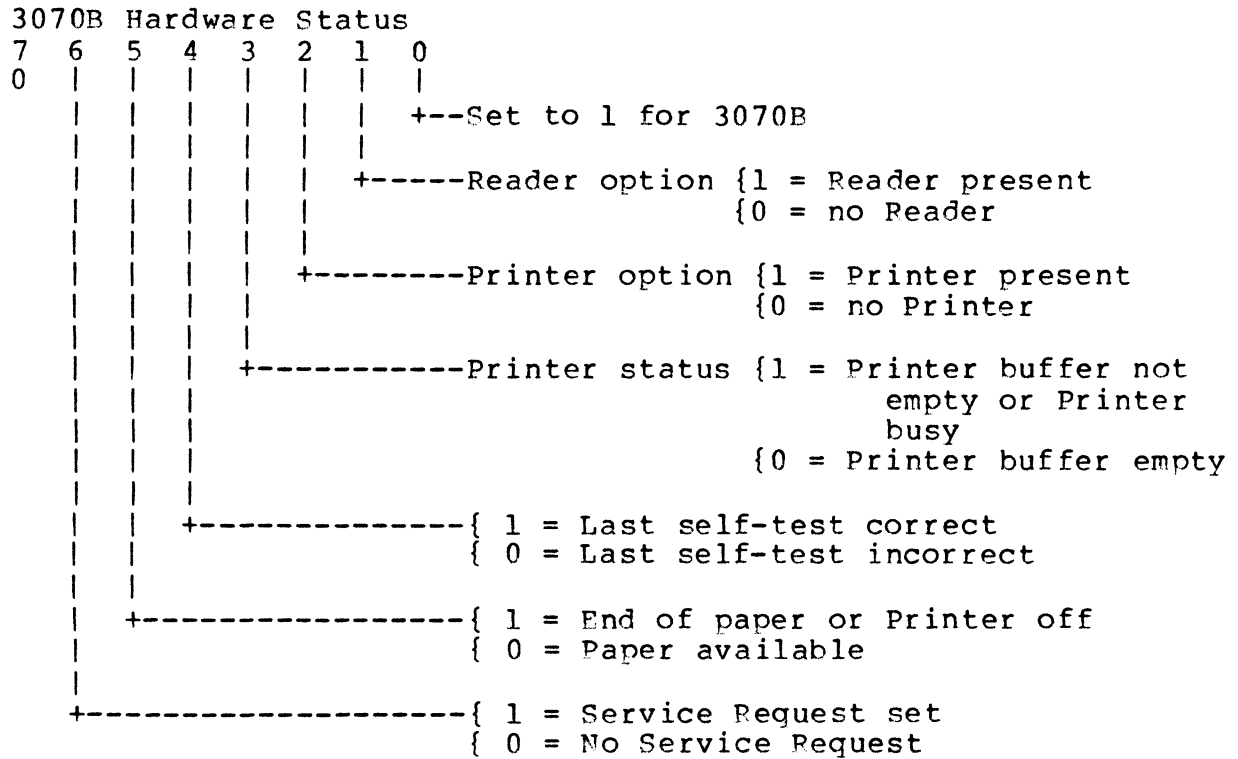 3070B Hardware Status
7 6 5 4 3 2 1 0
0 | | | | | | |
+--Set to 1 for 3070B
+-----Reader option {1 = Reader present
{0 = no Reader
+--------Printer option {1 = Printer present
{0 = no Printer
+-----------Printer status {1 = Printer buffer not
empty or Printer
busy
{0 = Printer buffer empty
+--------------{ 1 = Last self-test correct
{ 0 = Last self-test incorrect
+-----------------{ 1 = End of paper or Printer off
{ 0 = Paper available
+--------------------{ 1 = Service Request set
{ 0 = No Service Request